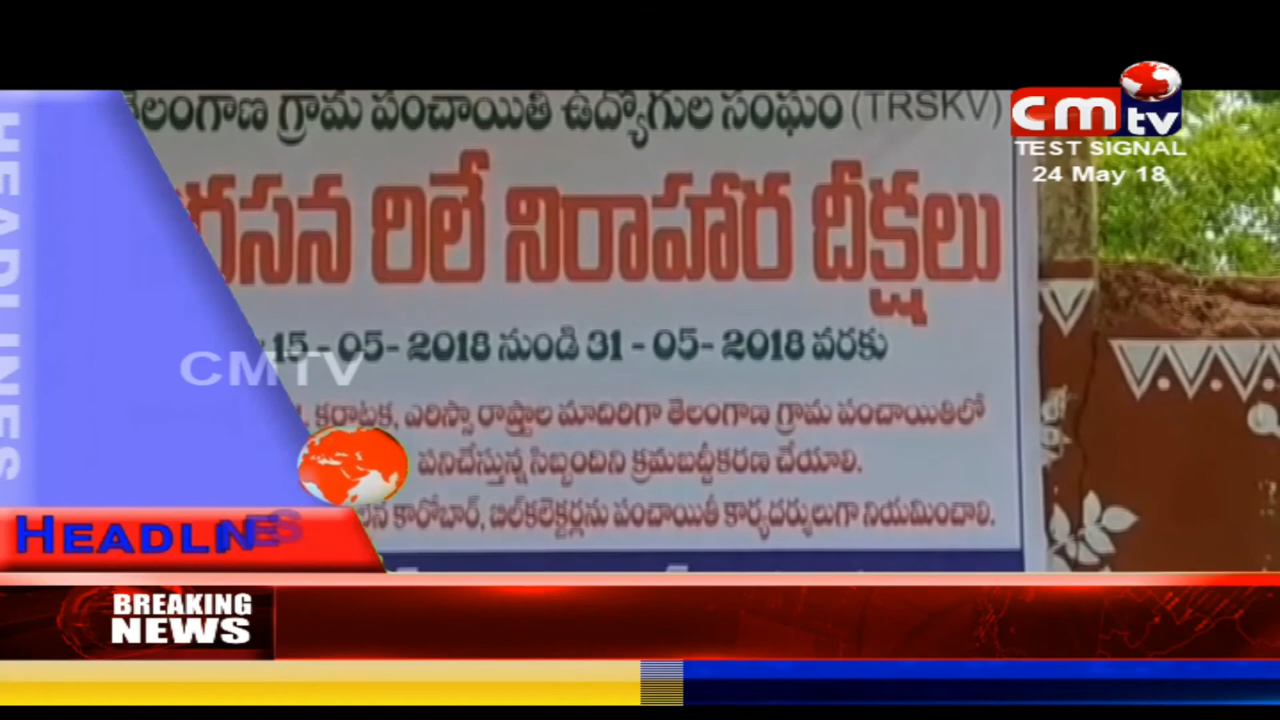 తెలంగాణ గ్రామ పంచాయితి ఉద్యోగుల సంఘం (TRSKV)
cm tv
TEST SIGNAL
24 May 18
HEADLINES
రిలే నిరాహార దీక్షలు
15 - 05 - 2018 నుండి 31 - 05 - 2018 వరకు
CMTV
కర్ణాటక, ఎరిస్సా రాష్ట్రాల మాదిరిగా తెలంగాణ గ్రామ పంచాయితిలో
పనిచేస్తున్న సిబ్బందిని క్రమబద్దీకరణ చేయాలి.
కారోబార్, బిల్‌కలెక్టర్లను పంచాయితీ కార్యదర్శులుగా నియమించాలి.
HEADLINES
BREAKING
NEWS